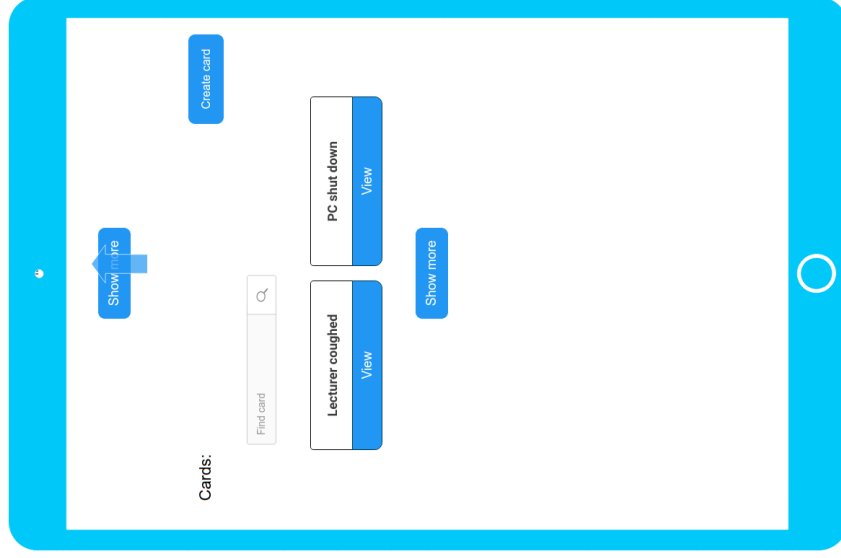 Show more
Cards:
Create card
Find card
Lecturer coughed
View
PC shut down
View
Show more